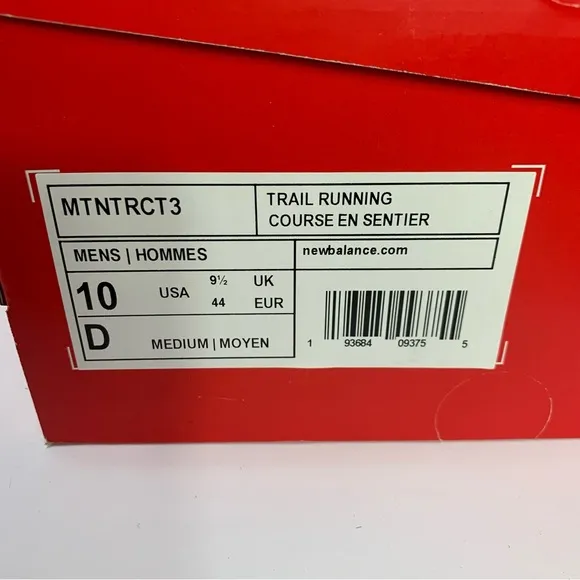 MTNTRCT3
TRAIL RUNNING
COURSE EN SENTIER
MENS | HOMMES
newbalance.com
10 USA 9½ UK
44 EUR
D MEDIUM | MOYEN
1 93684 09375 5